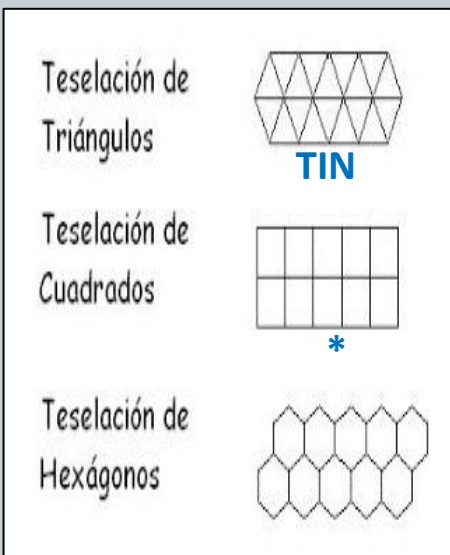 Teselación de
Triángulos
TIN
Teselación de
Cuadrados
*
Teselación de
Hexágonos